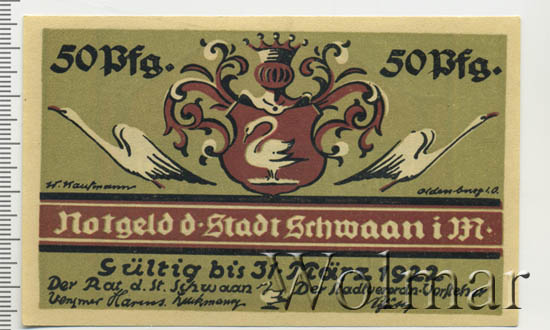 50 Pfg. 50 Pfg.
W. Kaufmann
Oldenburg i. O.
Notgeld d. Stadt Schwaan i M.
Gültig bis 31. März 1922
Der Rat d. St. Schwaan Der Stadtverordn.-Vorsteher
Wolmar